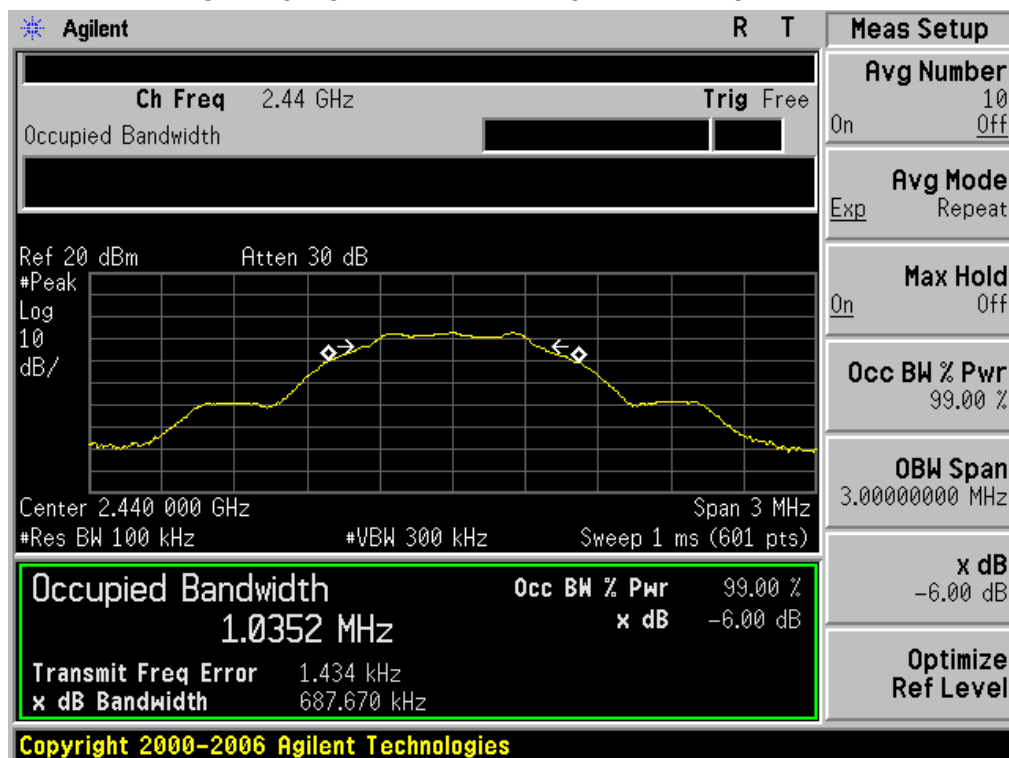 Agilent R T
Ch Freq 2.44 GHz Trig Free
Occupied Bandwidth
Ref 20 dBm Atten 30 dB
#Peak
Log
10
dB/
Center 2.440 000 GHz Span 3 MHz
#Res BW 100 kHz #VBW 300 kHz Sweep 1 ms (601 pts)
Occupied Bandwidth Occ BW % Pwr 99.00 %
1.0352 MHz x dB -6.00 dB
Transmit Freq Error 1.434 kHz
x dB Bandwidth 687.670 kHz
Copyright 2000-2006 Agilent Technologies
Meas Setup
Avg Number
10
On Off
Avg Mode
Exp Repeat
Max Hold
On Off
Occ BW % Pwr
99.00 %
OBW Span
3.00000000 MHz
x dB
-6.00 dB
Optimize
Ref Level